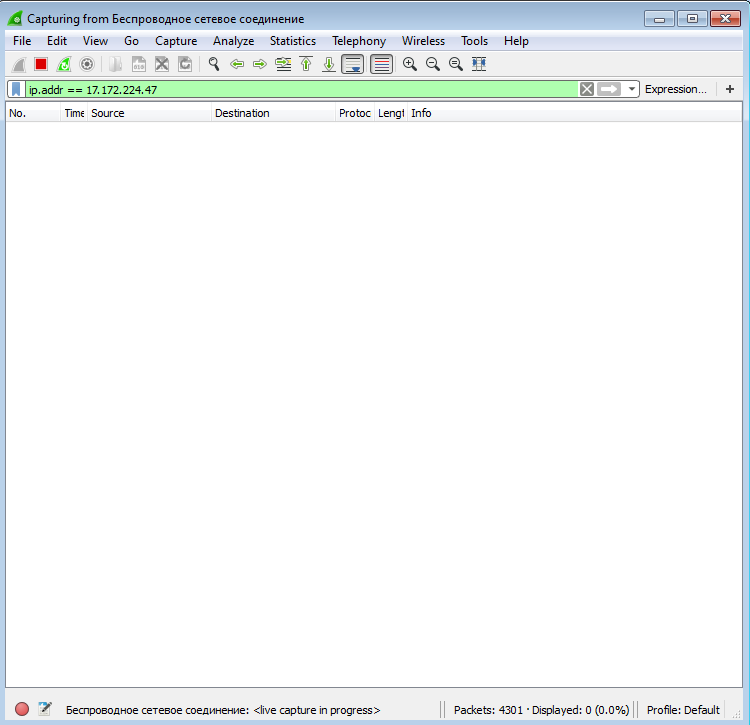 Capturing from Беспроводное сетевое соединение
File Edit View Go Capture Analyze Statistics Telephony Wireless Tools Help
ip.addr == 17.172.224.47 Expression... +
No. Time Source Destination Protoc Lengt Info
Беспроводное сетевое соединение: <live capture in progress> Packets: 4301 · Displayed: 0 (0.0%) Profile: Default